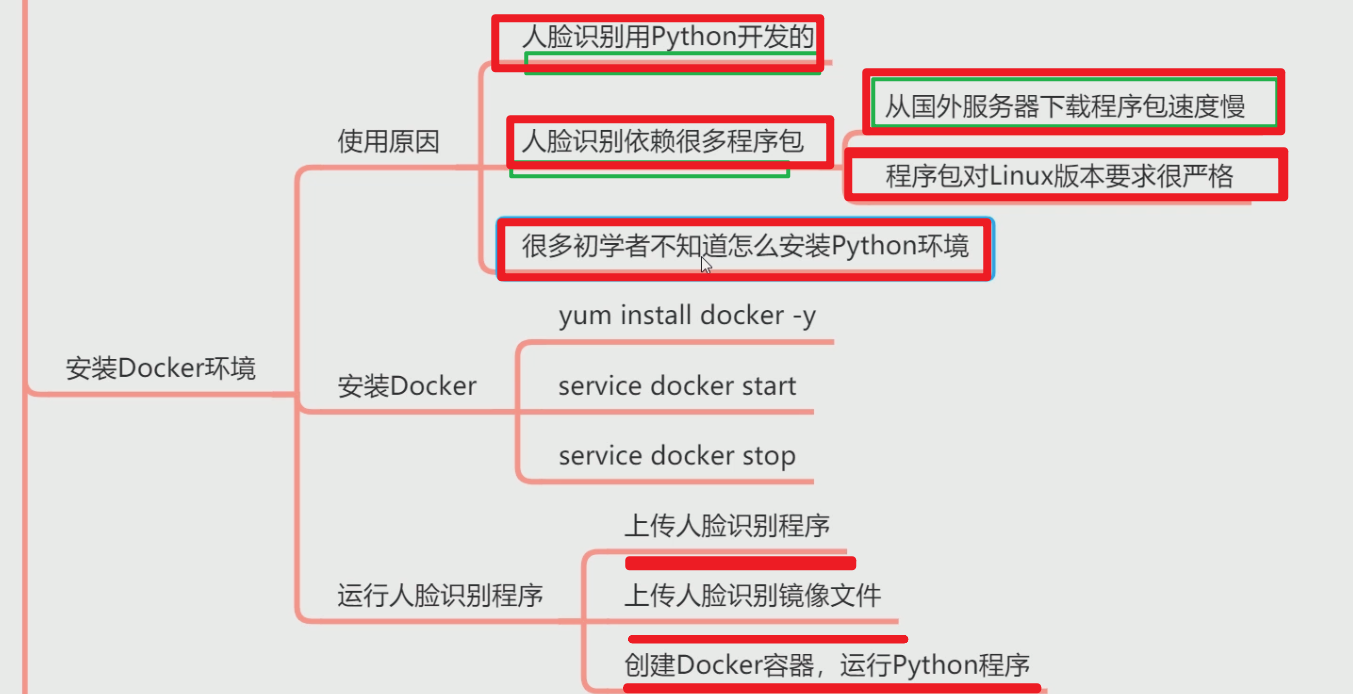 人脸识别用Python开发的
从国外服务器下载程序包速度慢
使用原因
人脸识别依赖很多程序包
程序包对Linux版本要求很严格
很多初学者不知道怎么安装Python环境
yum install docker -y
安装Docker环境
安装Docker
service docker start
service docker stop
上传人脸识别程序
运行人脸识别程序
上传人脸识别镜像文件
创建Docker容器，运行Python程序